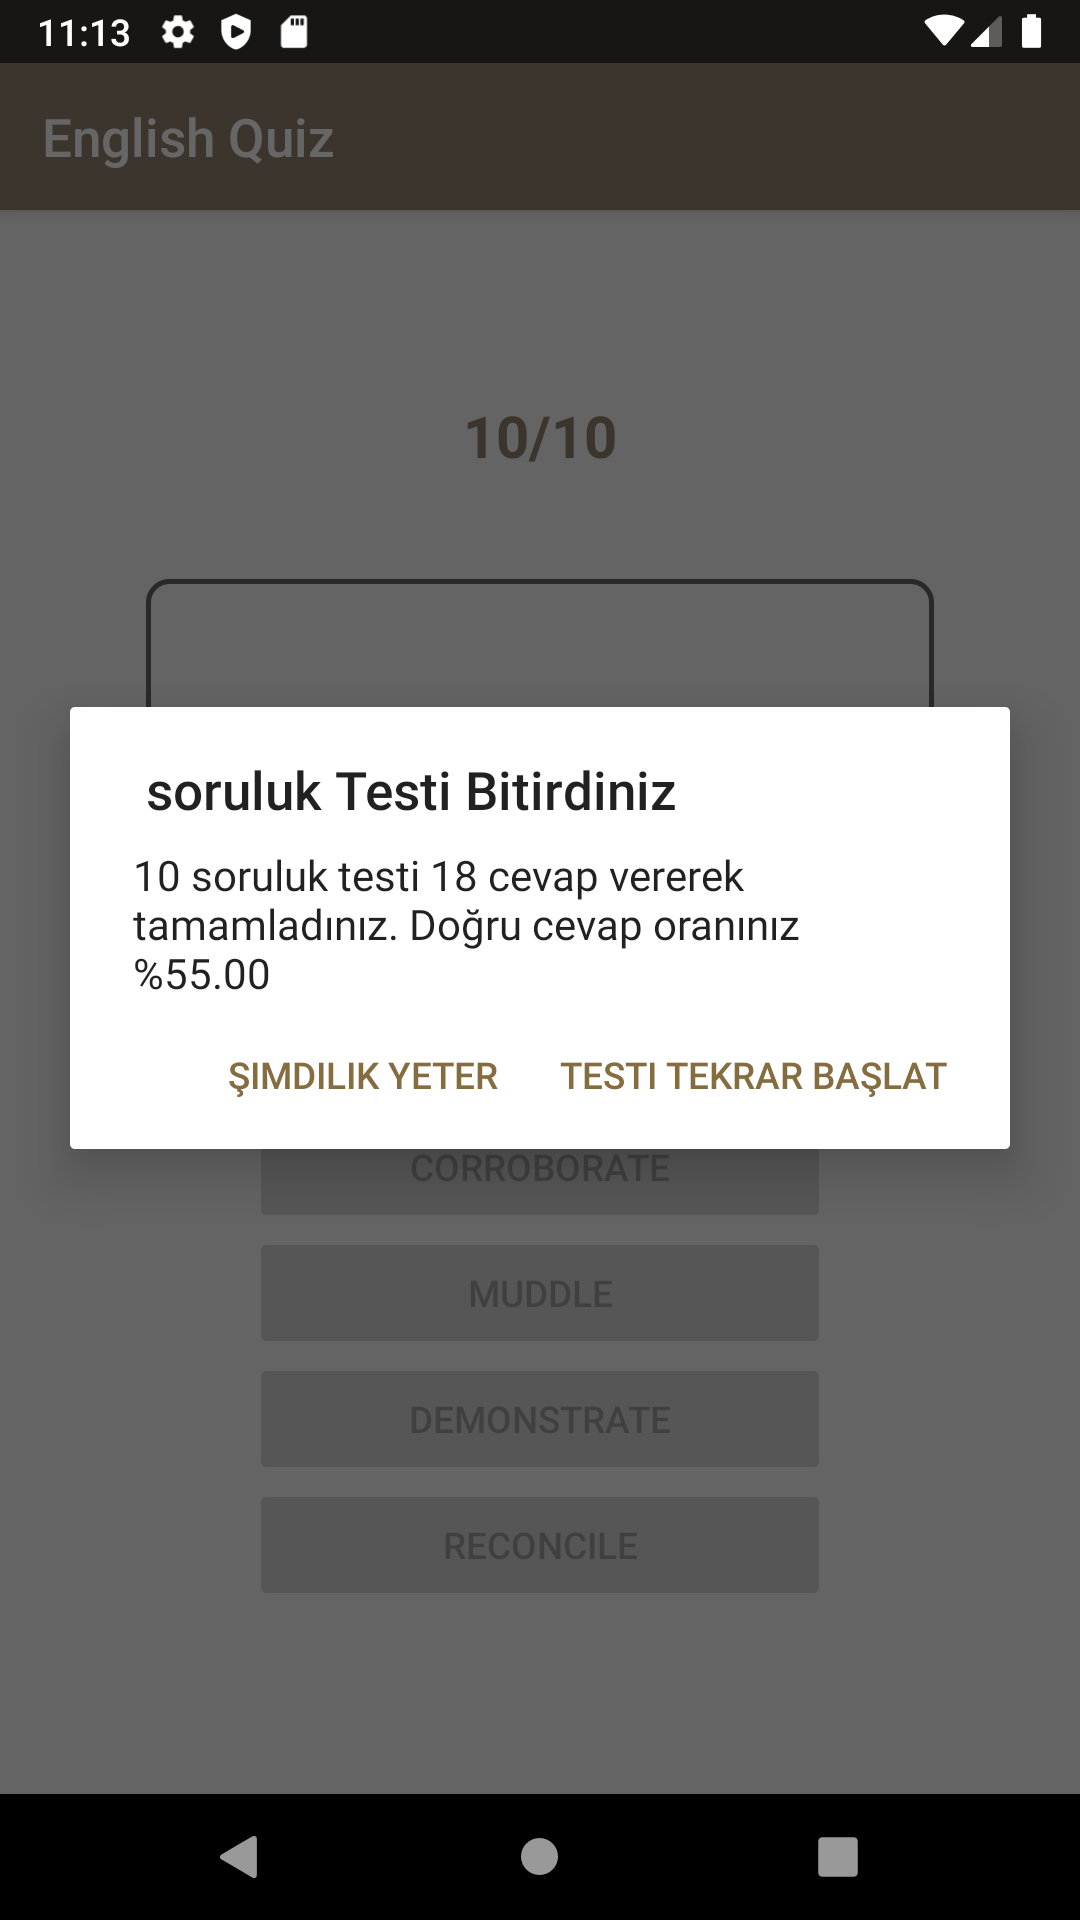 11:13
English Quiz
10/10
soruluk Testi Bitirdiniz
10 soruluk testi 18 cevap vererek
tamamladınız. Doğru cevap oranınız
%55.00
ŞIMDILIK YETER TESTI TEKRAR BAŞLAT
CORROBORATE
MUDDLE
DEMONSTRATE
RECONCILE